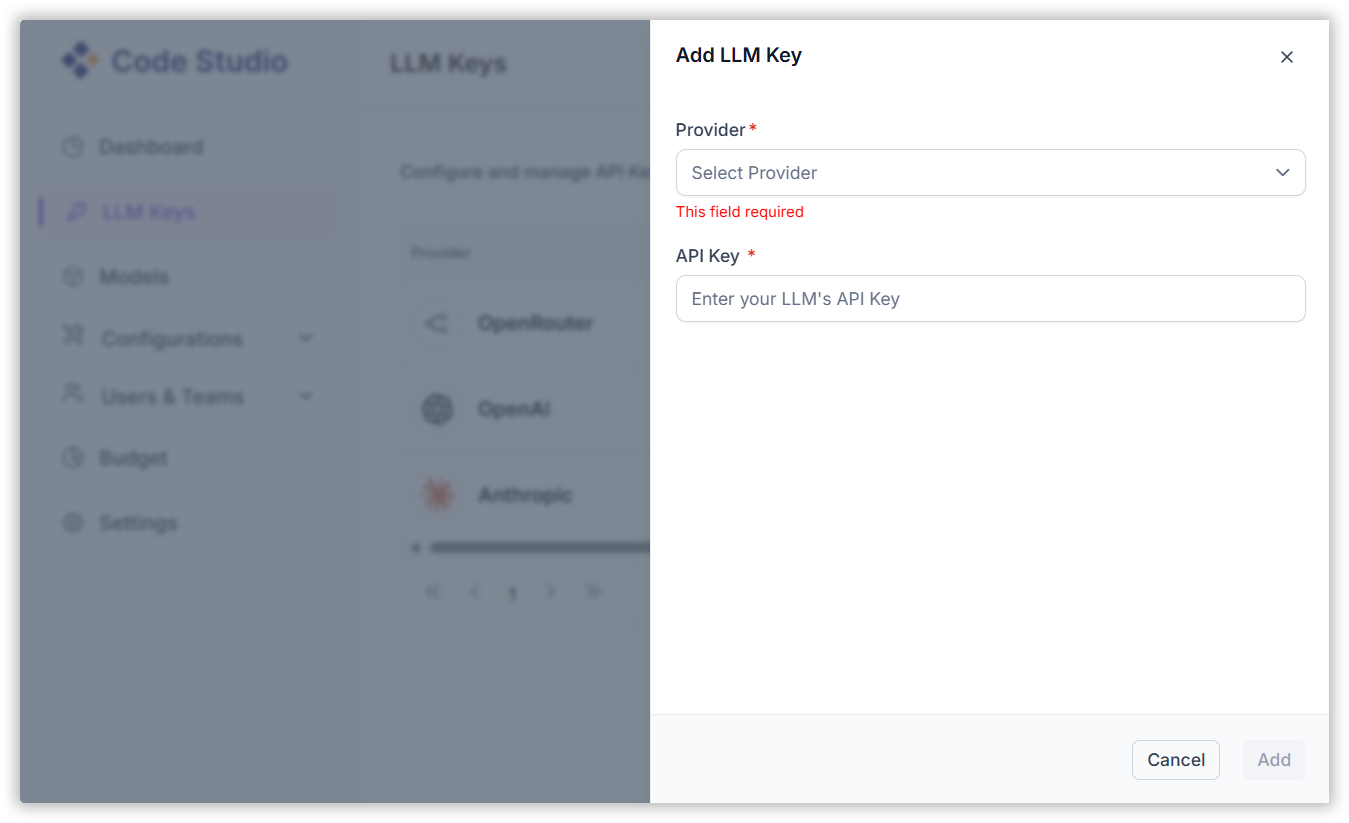 Code Studio
Dashboard
LLM Keys
Models
Configurations
Users & Teams
Budget
Settings
LLM Keys
Configure and manage API Ke
Provider
OpenRouter
OpenAI
Anthropic
1
Add LLM Key
Provider *
Select Provider
This field required
API Key *
Enter your LLM's API Key
Cancel Add